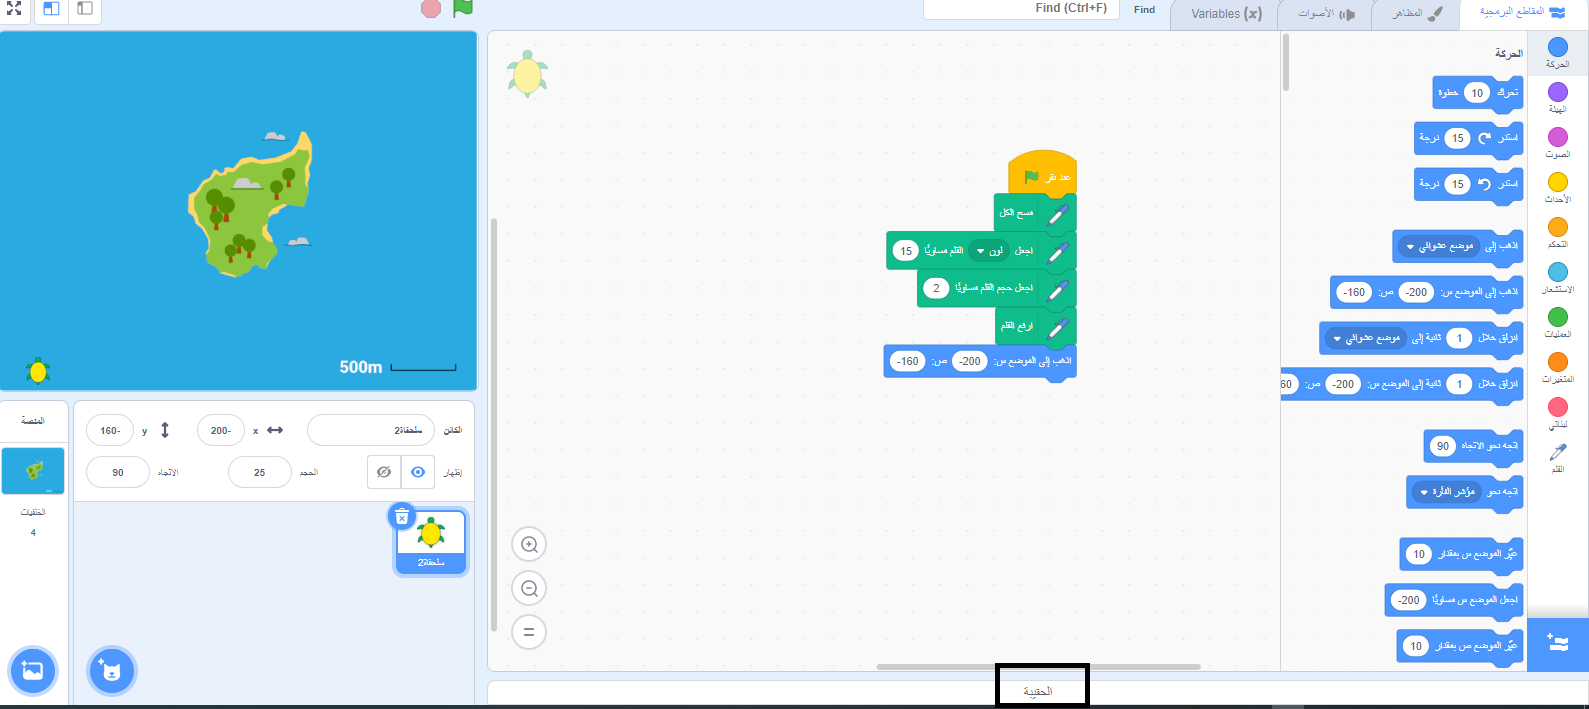 المقاطع البرمجية
المظاهر
الأصوات
Variables (x)
Find
Find (Ctrl+F)
الحركة
الهيئة
الصوت
الأحداث
التحكم
الاستشعار
العمليات
المتغيرات
لبناتي
القلم
الحركة
تحرك 10 خطوة
استدر 15 درجة
استدر 15 درجة
اذهب إلى موضع عشوائي
اذهب إلى الموضع س: -200 ص: -160
انزلق خلال 1 ثانية إلى موضع عشوائي
انزلق خلال 1 ثانية إلى الموضع س: -200 ص: 60
اتجه نحو الاتجاه 90
اتجه نحو مؤشر الفأرة
غيّر الموضع س بمقدار 10
اجعل الموضع س مساويًا -200
غيّر الموضع ص بمقدار 10
عند نقر
مسح الكل
اجعل لون القلم مساويًا 15
اجعل حجم القلم مساويًا 2
ارفع القلم
اذهب إلى الموضع س: -200 ص: -160
500m
الكائن سلحفاة2 x -200 y -160
إظهار الحجم 25 الاتجاه 90
سلحفاة2
المنصة
الخلفيات
4
الحقيبة